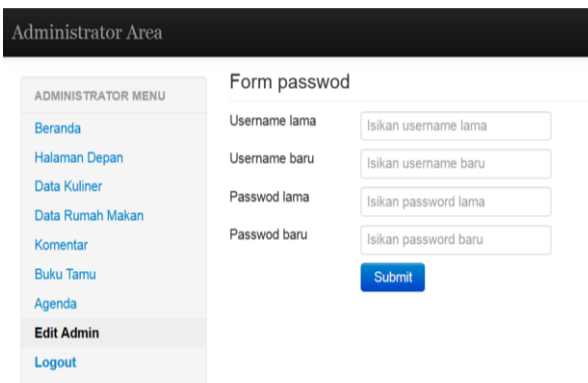 Administrator Area
ADMINISTRATOR MENU
Beranda
Halaman Depan
Data Kuliner
Data Rumah Makan
Komentar
Buku Tamu
Agenda
Edit Admin
Logout
Form passwod
Username lama
Isikan username lama
Username baru
Isikan username baru
Passwod lama
Isikan password lama
Passwod baru
Isikan password baru
Submit